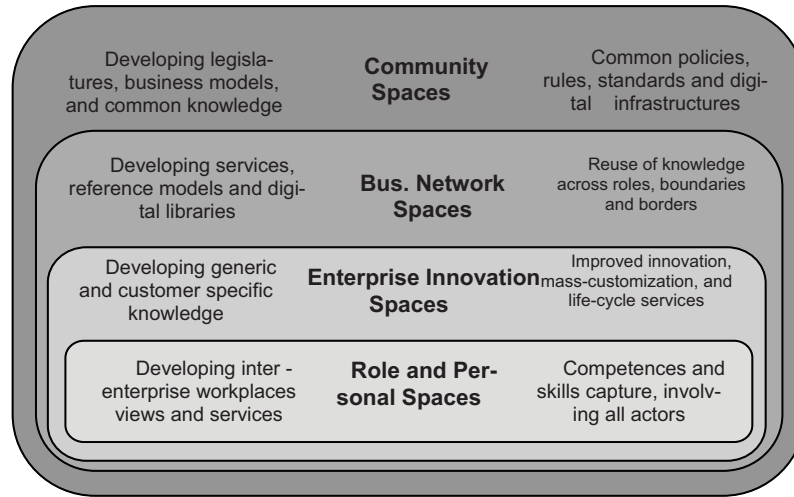 Developing legisla-
tures, business models,
and common knowledge
Community
Spaces
Common policies,
rules, standards and digi-
tal infrastructures
Developing services,
reference models and digi-
tal libraries
Bus. Network
Spaces
Reuse of knowledge
across roles, boundaries
and borders
Developing generic
and customer specific
knowledge
Enterprise Innovation
Spaces
Improved innovation,
mass-customization, and
life-cycle services
Developing inter -
enterprise workplaces
views and services
Role and Per-
sonal Spaces
Competences and
skills capture, involv-
ing all actors